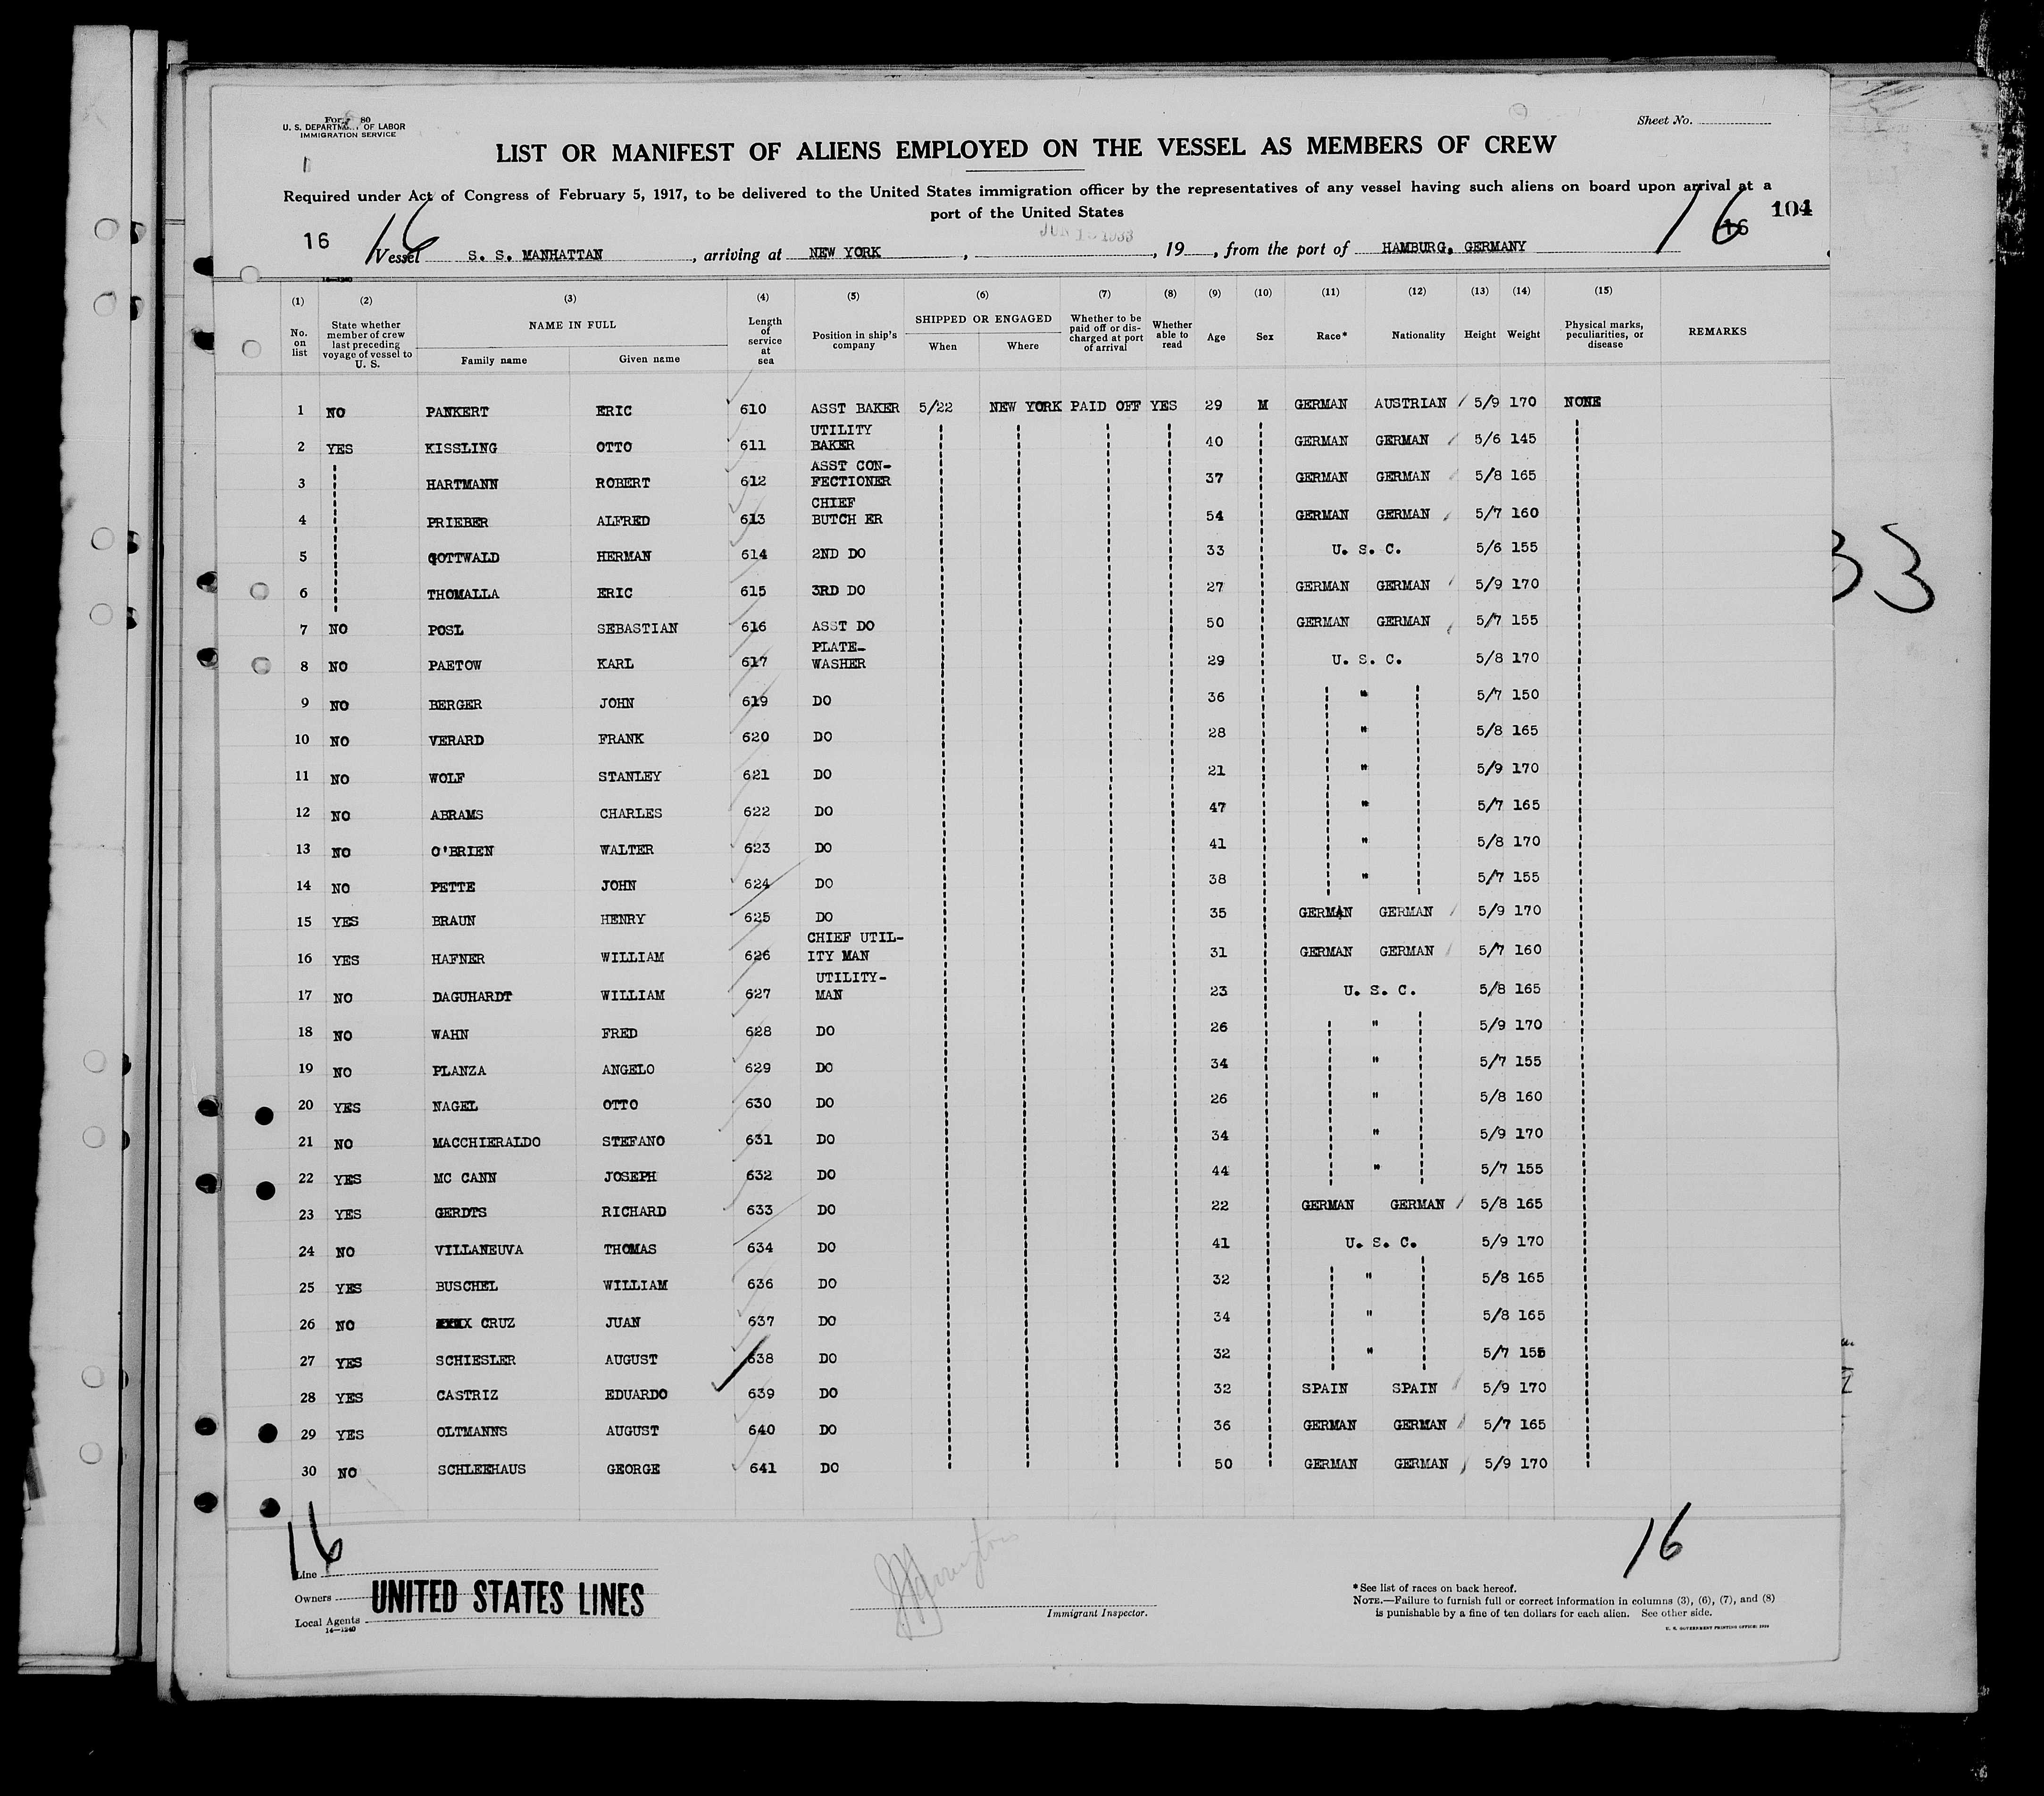 U. S. DEPARTMENT OF LABOR
IMMIGRATION SERVICE
Sheet No.
LIST OR MANIFEST OF ALIENS EMPLOYED ON THE VESSEL AS MEMBERS OF CREW
Required under Act of Congress of February 5, 1917, to be delivered to the United States immigration officer by the representatives of any vessel having such aliens on board upon arrival at a
port of the United States
16 16 16 16 104
Vessel S. S. MANHATTAN, arriving at NEW YORK, , 19 , from the port of HAMBURG, GERMANY
14-1240
(1) (2) (3) (4) (5) (6) (7) (8) (9) (10) (11) (12) (13) (14) (15)
No. on list
State whether member of crew last preceding voyage of vessel to U. S.
NAME IN FULL
Family name Given name
Length of service at sea
Position in ship's company
SHIPPED OR ENGAGED
When Where
Whether to be paid off or discharged at port of arrival
Whether able to read
Age Sex Race* Nationality Height Weight
Physical marks, peculiarities, or disease
REMARKS
1 NO PANKERT ERIC 610 ASST BAKER 5/22 NEW YORK PAID OFF YES 29 M GERMAN AUSTRIAN 5/9 170 NONE
2 YES KISSLING OTTO 611 UTILITY BAKER 40 GERMAN GERMAN 5/6 145
3 HARTMANN ROBERT 612 ASST CON-FECTIONER 37 GERMAN GERMAN 5/8 165
4 PRIEBER ALFRED 613 CHIEF BUTCH ER 54 GERMAN GERMAN 5/7 160
5 GOTTWALD HERMAN 614 2ND DO 33 U. S. C. 5/6 155
6 THOMALLA ERIC 615 3RD DO 27 GERMAN GERMAN 5/9 170
7 NO POSL SEBASTIAN 616 ASST DO 50 GERMAN GERMAN 5/7 155
8 NO PAETOW KARL 617 PLATE-WASHER 29 U. S. C. 5/8 170
9 NO BERGER JOHN 619 DO 36 " 5/7 150
10 NO VERARD FRANK 620 DO 28 " 5/8 165
11 NO WOLF STANLEY 621 DO 21 " 5/9 170
12 NO ABRAMS CHARLES 622 DO 47 " 5/7 165
13 NO O'BRIEN WALTER 623 DO 41 " 5/8 170
14 NO PETTE JOHN 624 DO 38 " 5/7 155
15 YES BRAUN HENRY 625 DO 35 GERMAN GERMAN 5/9 170
16 YES HAFNER WILLIAM 626 CHIEF UTIL-ITY MAN 31 GERMAN GERMAN 5/7 160
17 NO DAGUHARDT WILLIAM 627 UTILITY-MAN 23 U. S. C. 5/8 165
18 NO WAHN FRED 628 DO 26 " 5/9 170
19 NO PLANZA ANGELO 629 DO 34 " 5/7 155
20 YES NAGEL OTTO 630 DO 26 " 5/8 160
21 NO MACCHIERALDO STEFANO 631 DO 34 " 5/9 170
22 YES MC CANN JOSEPH 632 DO 44 " 5/7 155
23 YES GERDTS RICHARD 633 DO 22 GERMAN GERMAN 5/8 165
24 NO VILLANEUVA THOMAS 634 DO 41 U. S. C. 5/9 170
25 YES BUSCHEL WILLIAM 636 DO 32 " 5/8 165
26 NO CRUZ JUAN 637 DO 34 " 5/8 165
27 YES SCHIESLER AUGUST 638 DO 32 " 5/7 155
28 YES CASTRIZ EDUARDO 639 DO 32 SPAIN SPAIN 5/9 170
29 YES OLTMANNS AUGUST 640 DO 36 GERMAN GERMAN 5/7 165
30 NO SCHLEEHAUS GEORGE 641 DO 50 GERMAN GERMAN 5/9 170
33
16 16
Line
Owners UNITED STATES LINES
Local Agents
14-1240
Immigrant Inspector.
*See list of races on back hereof.
NOTE.—Failure to furnish full or correct information in columns (3), (6), (7), and (8)
is punishable by a fine of ten dollars for each alien. See other side.